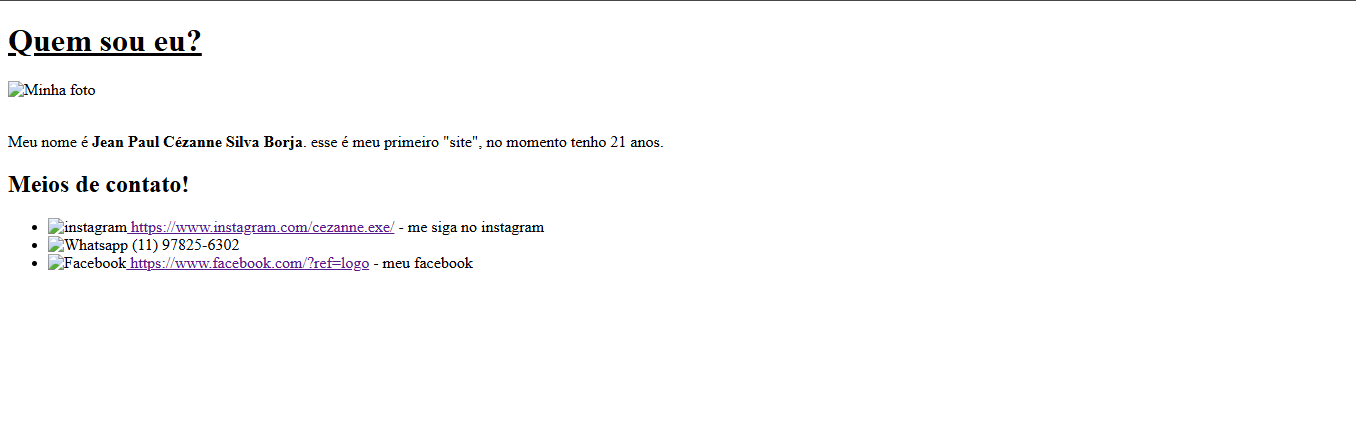 Quem sou eu?
Minha foto
Meu nome é Jean Paul Cézanne Silva Borja. esse é meu primeiro "site", no momento tenho 21 anos.
Meios de contato!
instagram https://www.instagram.com/cezanne.exe/ - me siga no instagram
Whatsapp (11) 97825-6302
Facebook https://www.facebook.com/?ref=logo - meu facebook